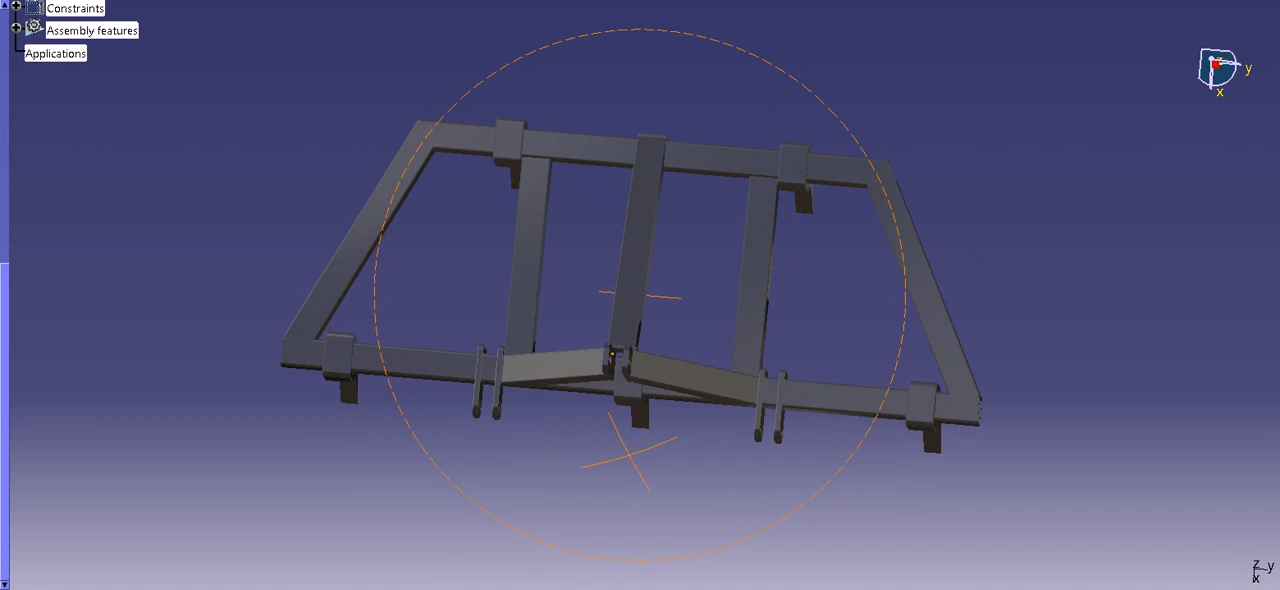 Constraints
Assembly features
Applications
y
x
z y
x